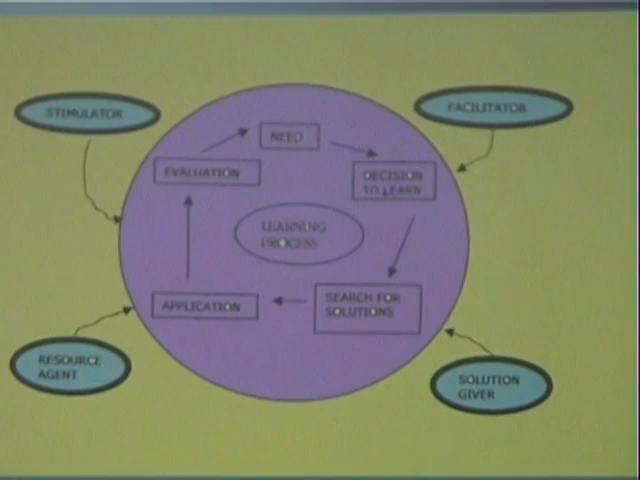 STIMULATOR
FACILITATOR
NEED
EVALUATION
DECISION
TO LEARN
LEARNING
PROCESS
APPLICATION
SEARCH FOR
SOLUTIONS
RESOURCE
AGENT
SOLUTION
GIVER